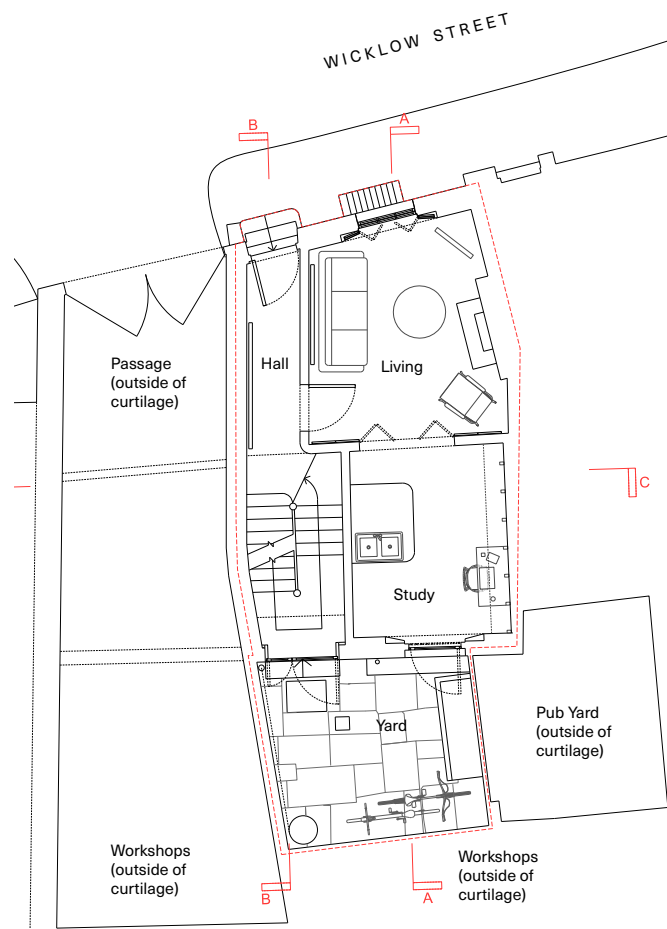 WICKLOW STREET
B
A
Passage
(outside of
curtilage)
Hall
Living
C
Study
Yard
Pub Yard
(outside of
curtilage)
Workshops
(outside of
curtilage)
Workshops
(outside of
curtilage)
B
A